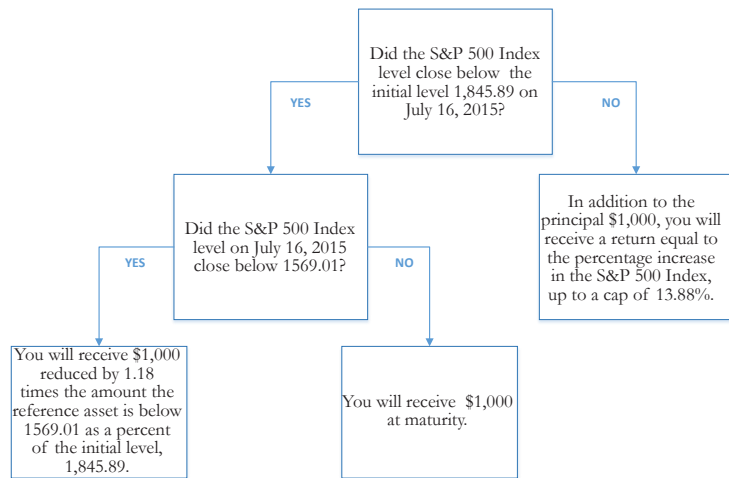 Did the S&P 500 Index
level close below the
initial level 1,845.89 on
July 16, 2015?
YES
NO
Did the S&P 500 Index
level on July 16, 2015
close below 1569.01?
In addition to the
principal $1,000, you will
receive a return equal to
the percentage increase
in the S&P 500 Index,
up to a cap of 13.88%.
YES
NO
You will receive $1,000
reduced by 1.18
times the amount the
reference asset is below
1569.01 as a percent
of the initial level,
1,845.89.
You will receive $1,000
at maturity.